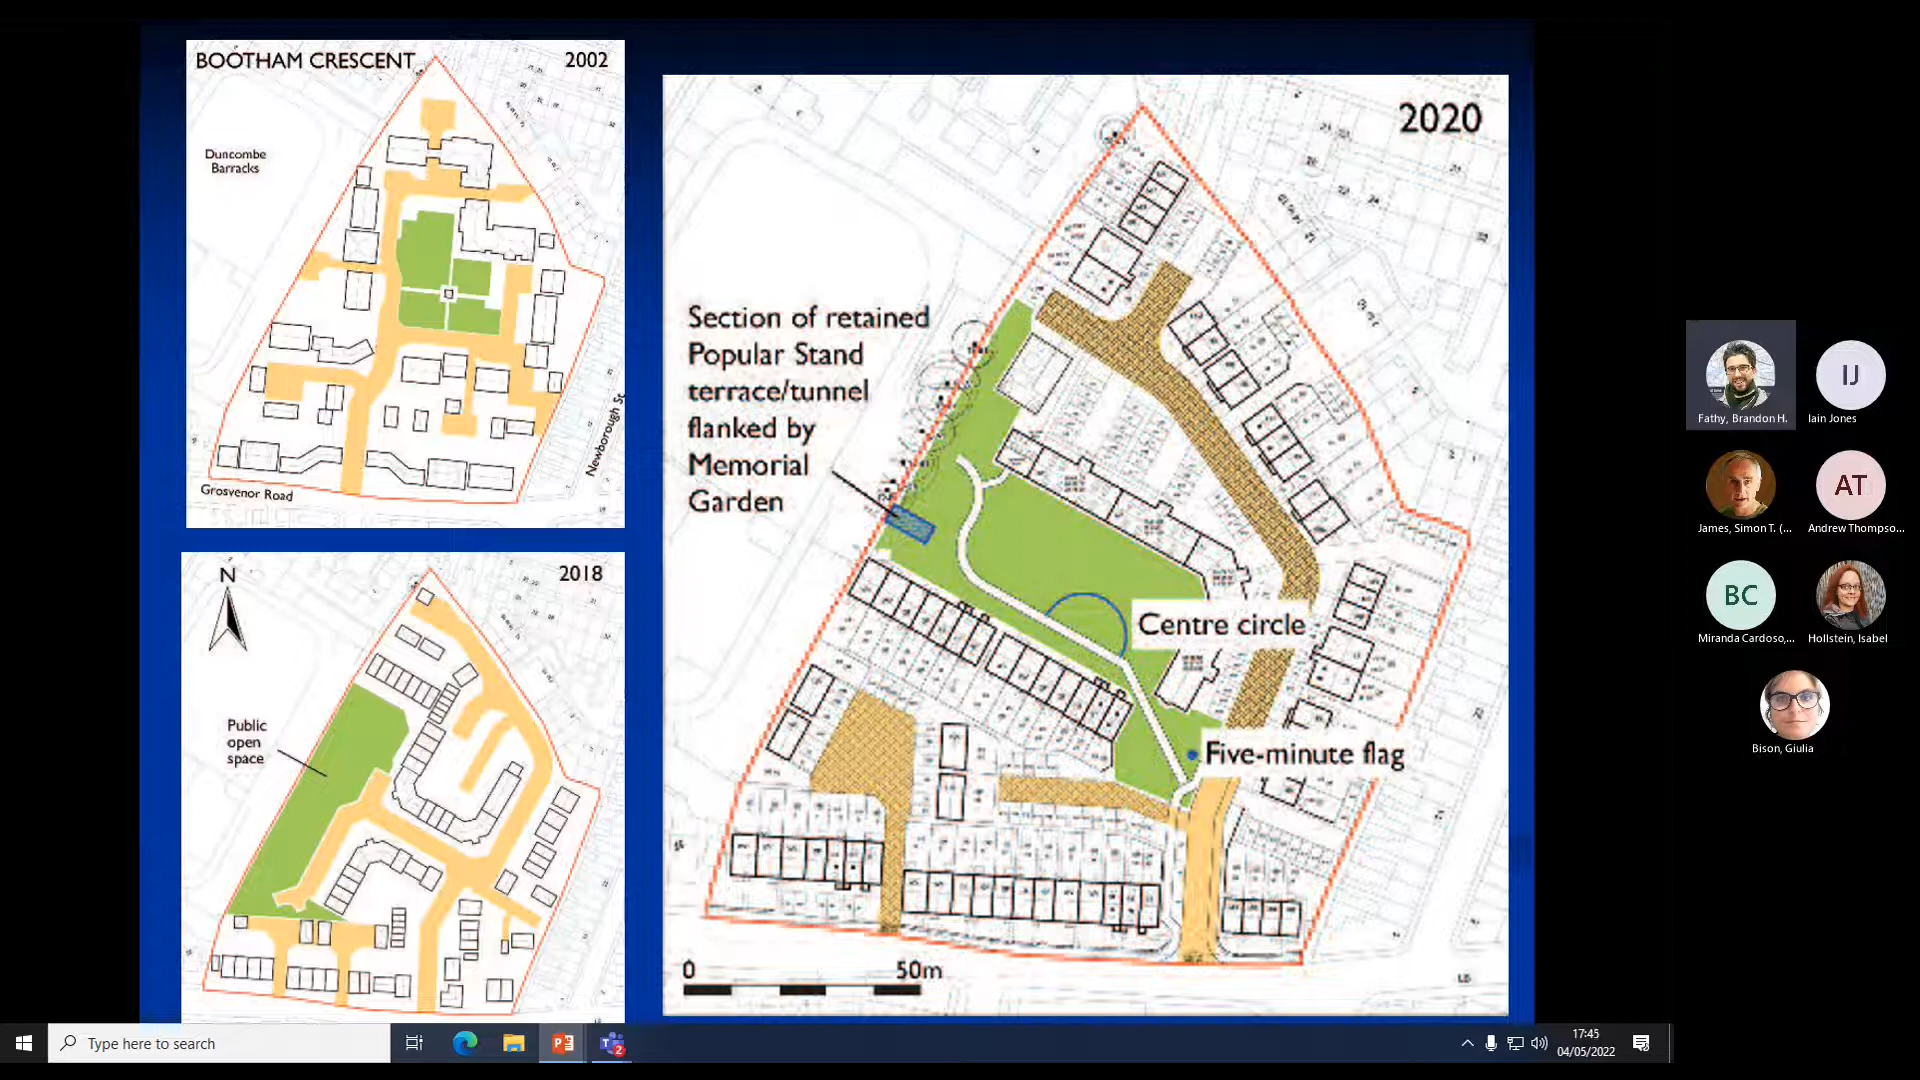 BOOTHAM CRESCENT
2002
Duncombe
Barracks
Newborough St
Grosvenor Road
N
2018
Public
open
space
2020
Section of retained
Popular Stand
terrace/tunnel
flanked by
Memorial
Garden
Centre circle
Five-minute flag
0
50m
Fathy, Brandon H.
IJ
Iain Jones
James, Simon T. (...
AT
Andrew Thompso...
BC
Miranda Cardoso,...
Hollstein, Isabel
Bison, Giulia
Type here to search
2
17:45
04/05/2022